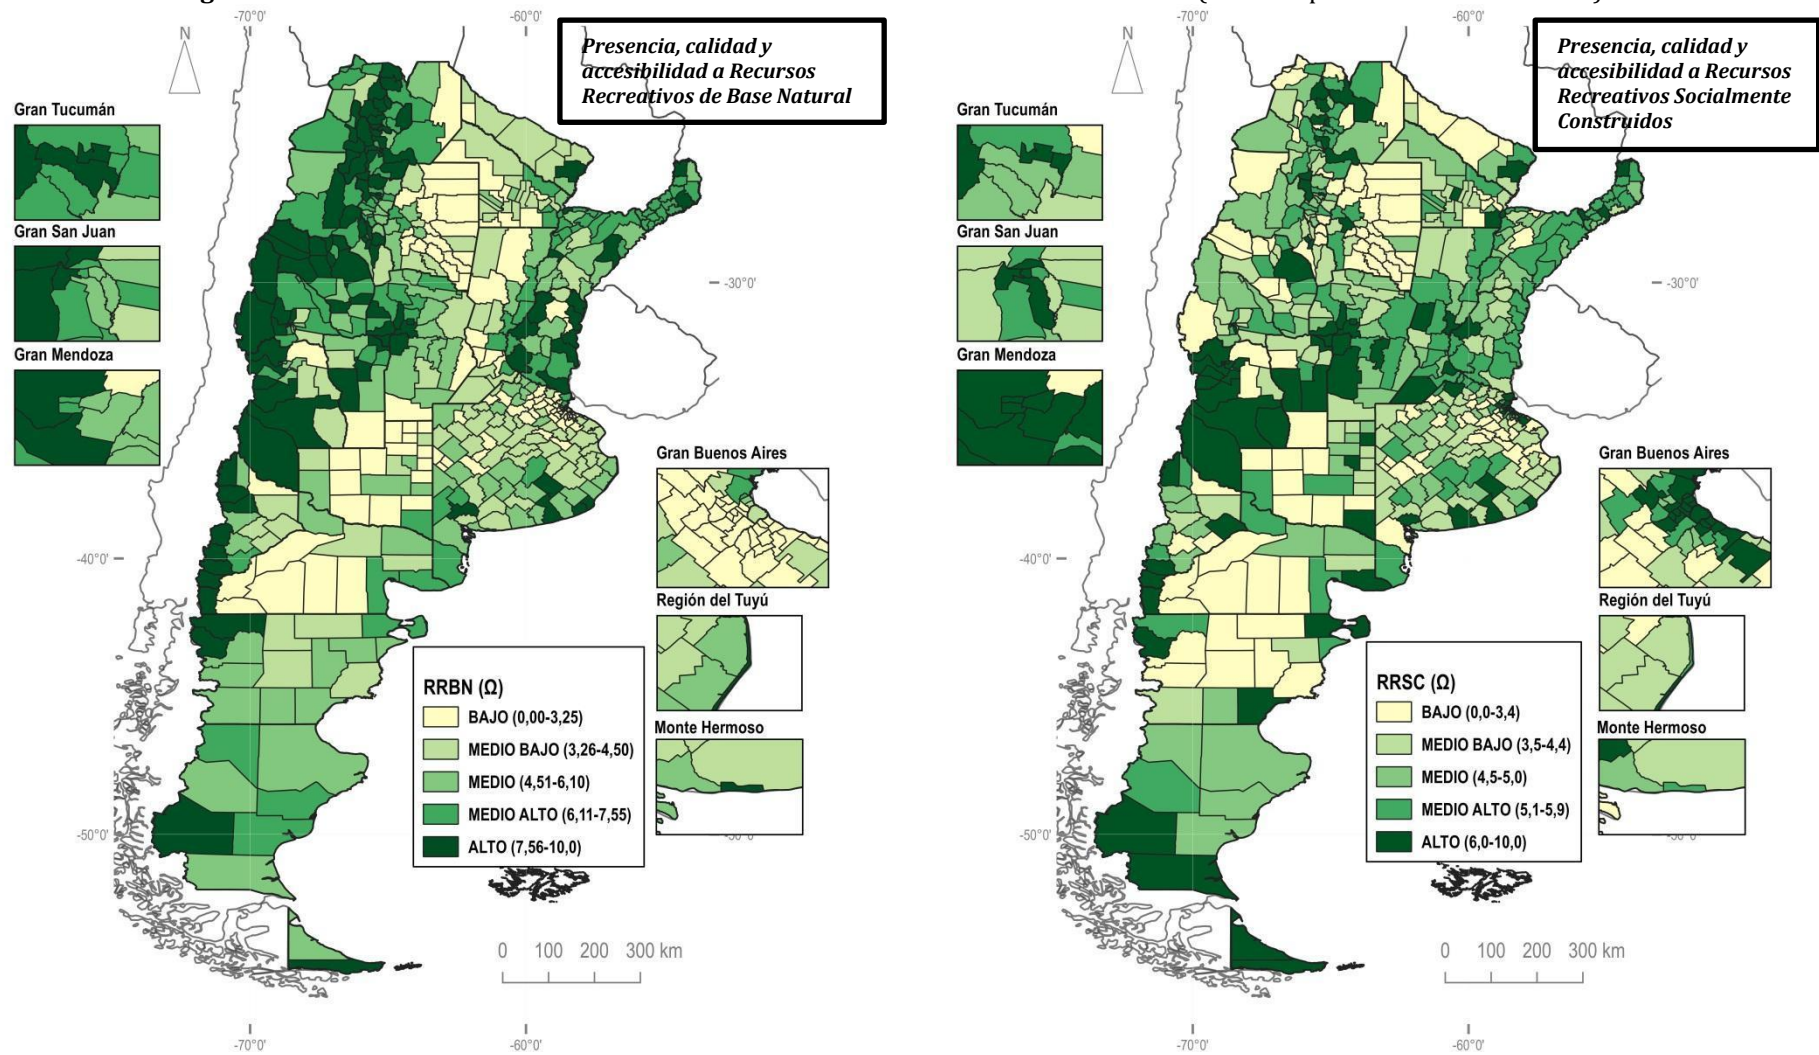 -70°0'
-60°0'
N
Presencia, calidad y
accesibilidad a Recursos
Recreativos de Base Natural
Gran Tucumán
Gran San Juan
Gran Mendoza
-30°0'
Gran Buenos Aires
-40°0'
Región del Tuyú
Monte Hermoso
RRBN (Ω)
BAJO (0,00-3,25)
MEDIO BAJO (3,26-4,50)
MEDIO (4,51-6,10)
MEDIO ALTO (6,11-7,55)
ALTO (7,56-10,0)
-50°0'
0 100 200 300 km
-70°0'
-60°0'
-70°0'
-60°0'
N
Presencia, calidad y
accesibilidad a Recursos
Recreativos Socialmente
Construidos
Gran Tucumán
Gran San Juan
Gran Mendoza
-30°0'
Gran Buenos Aires
-40°0'
Región del Tuyú
Monte Hermoso
RRSC (Ω)
BAJO (0,0-3,4)
MEDIO BAJO (3,5-4,4)
MEDIO (4,5-5,0)
MEDIO ALTO (5,1-5,9)
ALTO (6,0-10,0)
-50°0'
0 100 200 300 km
-70°0'
-60°0'